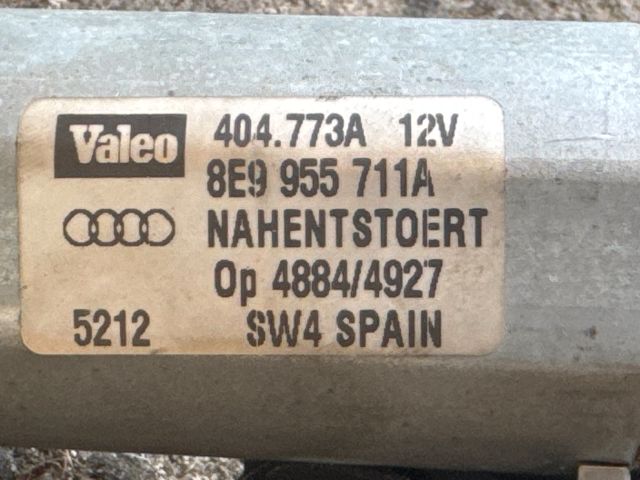 Valeo 404.773A 12V
8E9 955 711A
NAHENTSTOERT
Op 4884/4927
5212 SW4 SPAIN